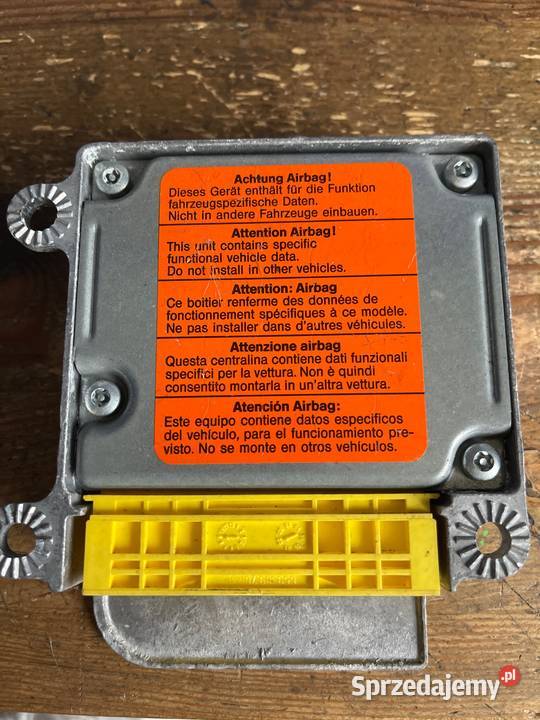 Achtung Airbag!
Dieses Gerät enthält für die Funktion
fahrzeugspezifische Daten.
Nicht in andere Fahrzeuge einbauen.
Attention Airbag!
This unit contains specific
functional vehicle data.
Do not install in other vehicles.
Attention: Airbag
Ce boitier renferme des données de
fonctionnement spécifiques à ce modèle.
Ne pas installer dans d'autres véhicules.
Attenzione airbag
Questa centralina contiene dati funzionali
specifici per la vettura. Non è quindi
consentito montarla in un'altra vettura.
Atención Airbag:
Este equipo contiene datos especificos
del vehículo, para el funcionamiento pre-
visto. No se monte en otros vehículos.
Sprzedajemy.pl